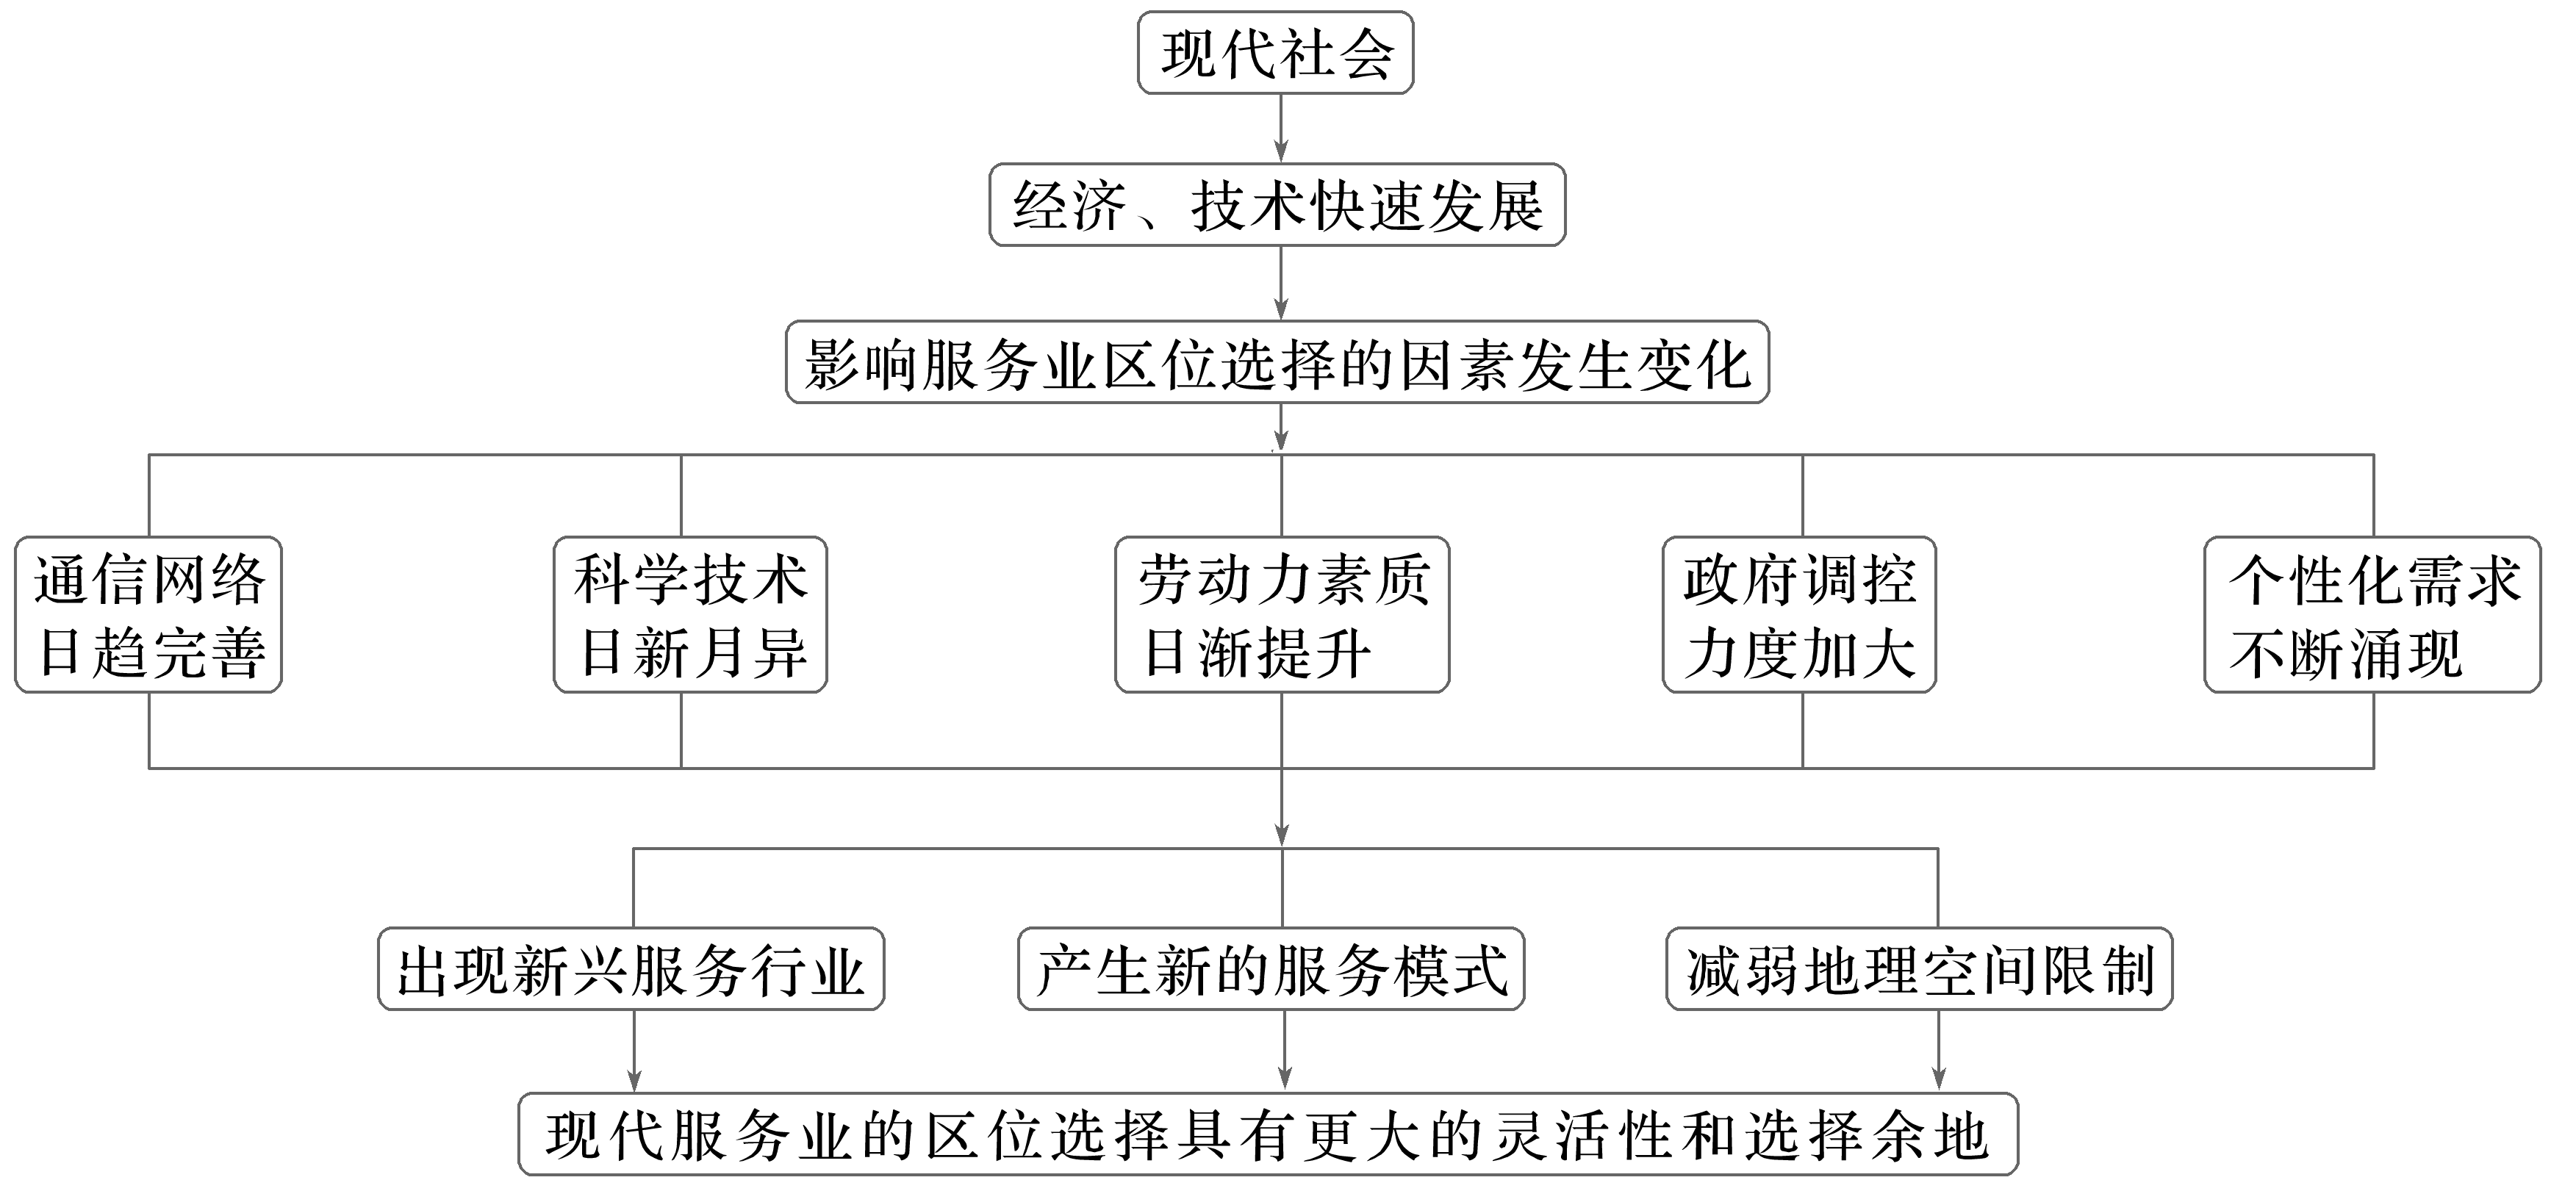 现代社会
经济、技术快速发展
影响服务业区位选择的因素发生变化
通信网络
日趋完善
科学技术
日新月异
劳动力素质
日渐提升
政府调控
力度加大
个性化需求
不断涌现
出现新兴服务行业
产生新的服务模式
减弱地理空间限制
现代服务业的区位选择具有更大的灵活性和选择余地